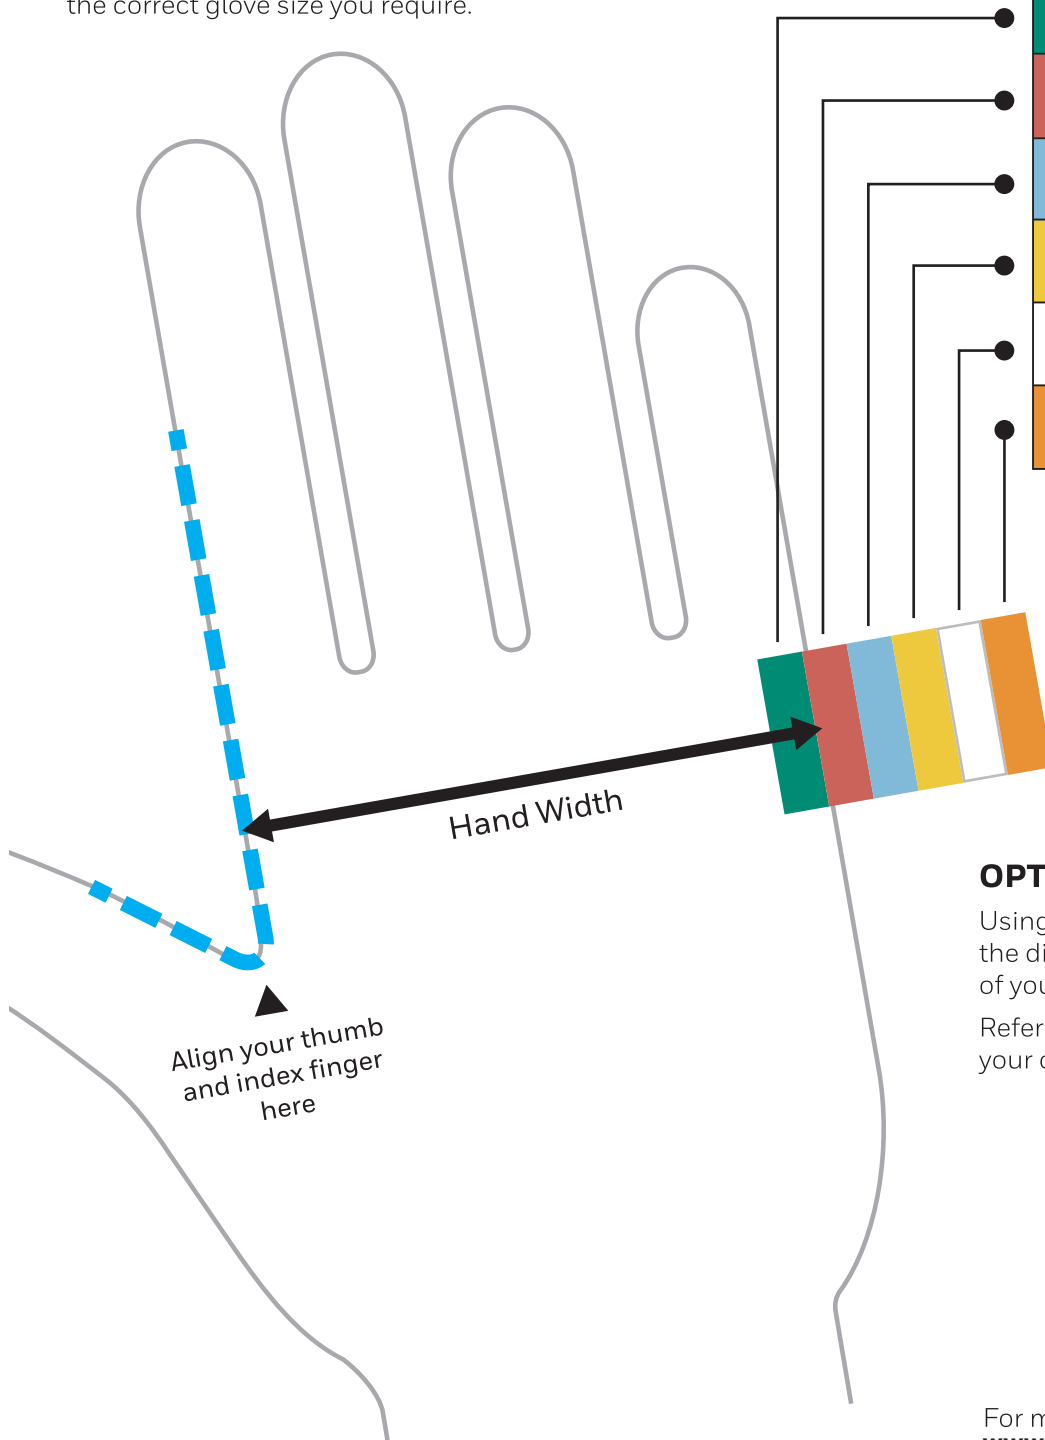 the correct glove size you require.
Hand Width
Align your thumb
and index finger
here
OPT
Using
the di
of you
Refer
your
For